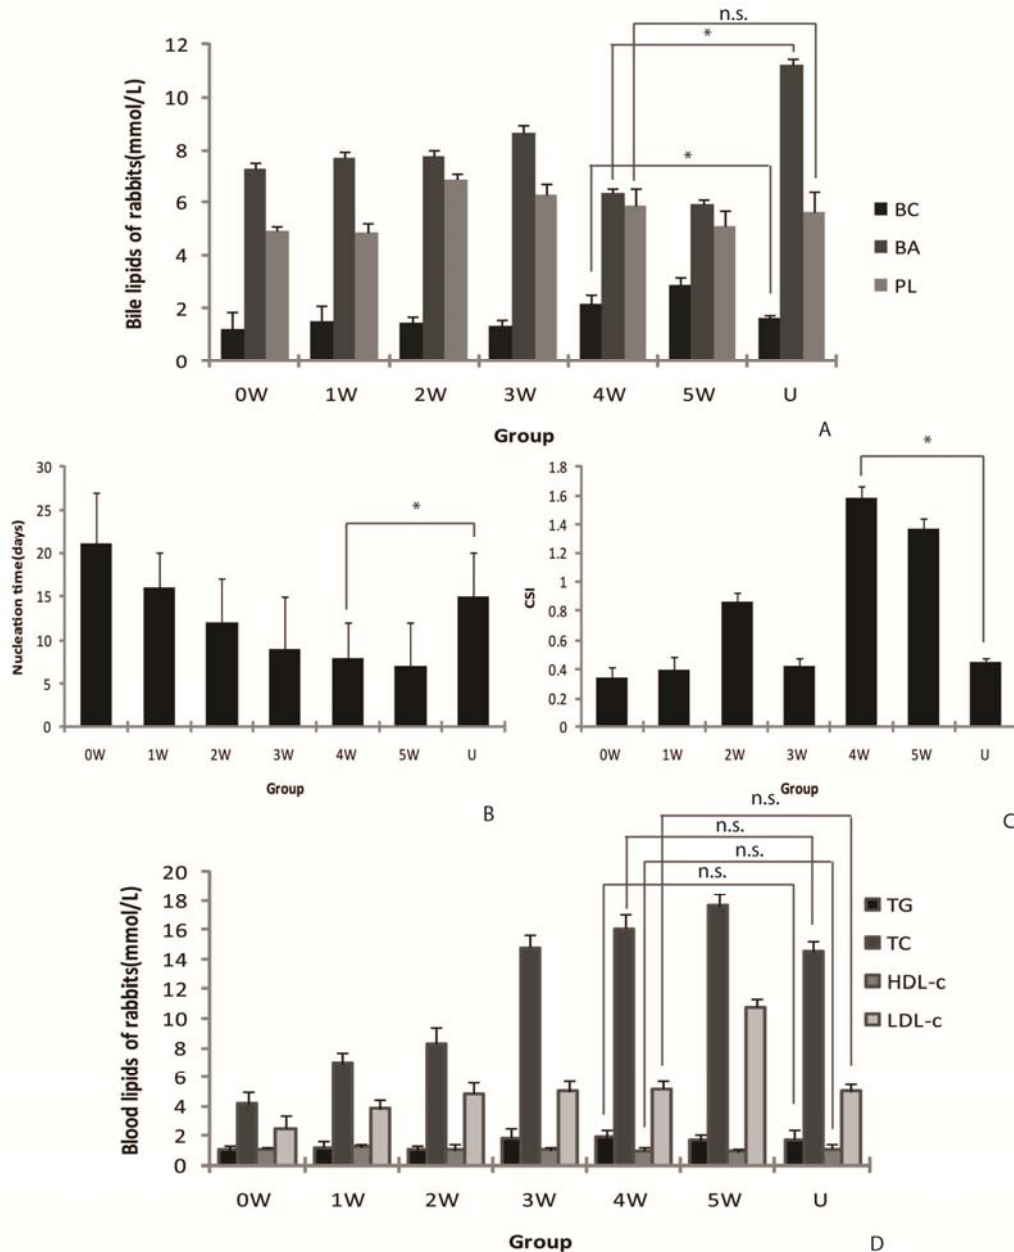 n.s.
*
*
Bile lipids of rabbits(mmol/L)
12
10
8
6
4
2
0
0W 1W 2W 3W 4W 5W U
Group
BC
BA
PL
A
Nucleation time(days)
30
25
20
15
10
5
0
*
0W 1W 2W 3W 4W 5W U
Group
B
CSI
1.8
1.6
1.4
1.2
1
0.8
0.6
0.4
0.2
0
*
0W 1W 2W 3W 4W 5W U
Group
C
n.s.
n.s.
n.s.
n.s.
Blood lipids of rabbits(mmol/L)
20
18
16
14
12
10
8
6
4
2
0
0W 1W 2W 3W 4W 5W U
Group
TG
TC
HDL-c
LDL-c
D